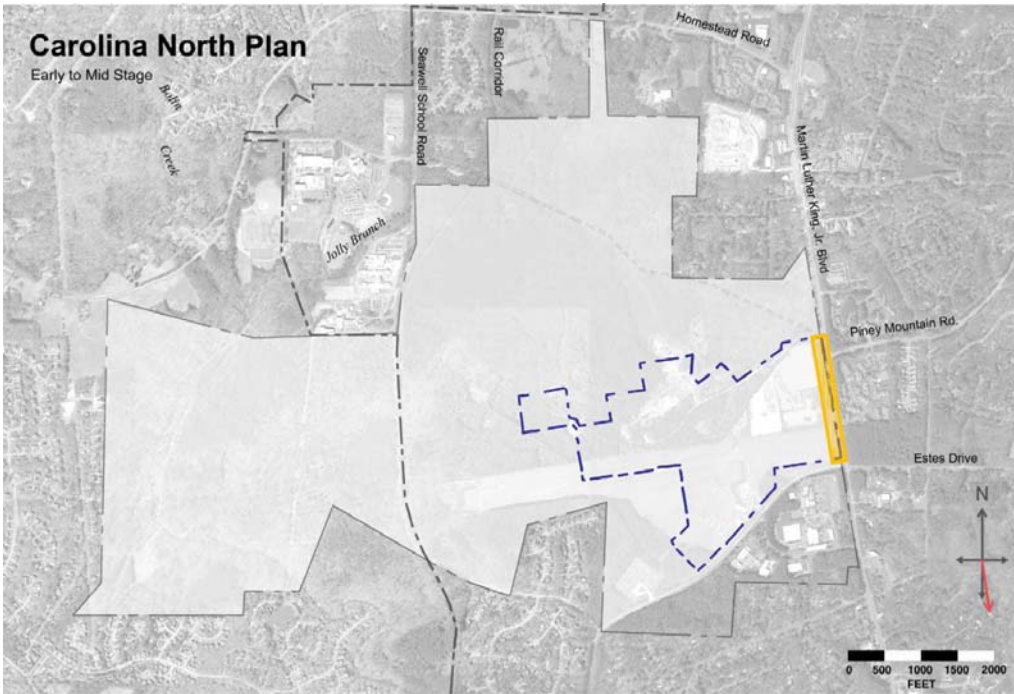 Carolina North Plan
Early to Mid Stage
Homestead Road
Rail Corridor
Seawell School Road
Bolin
Creek
Jolly Branch
Martin Luther King, Jr. Blvd
Piney Mountain Rd.
Estes Drive
N
0 500 1000 1500 2000
FEET